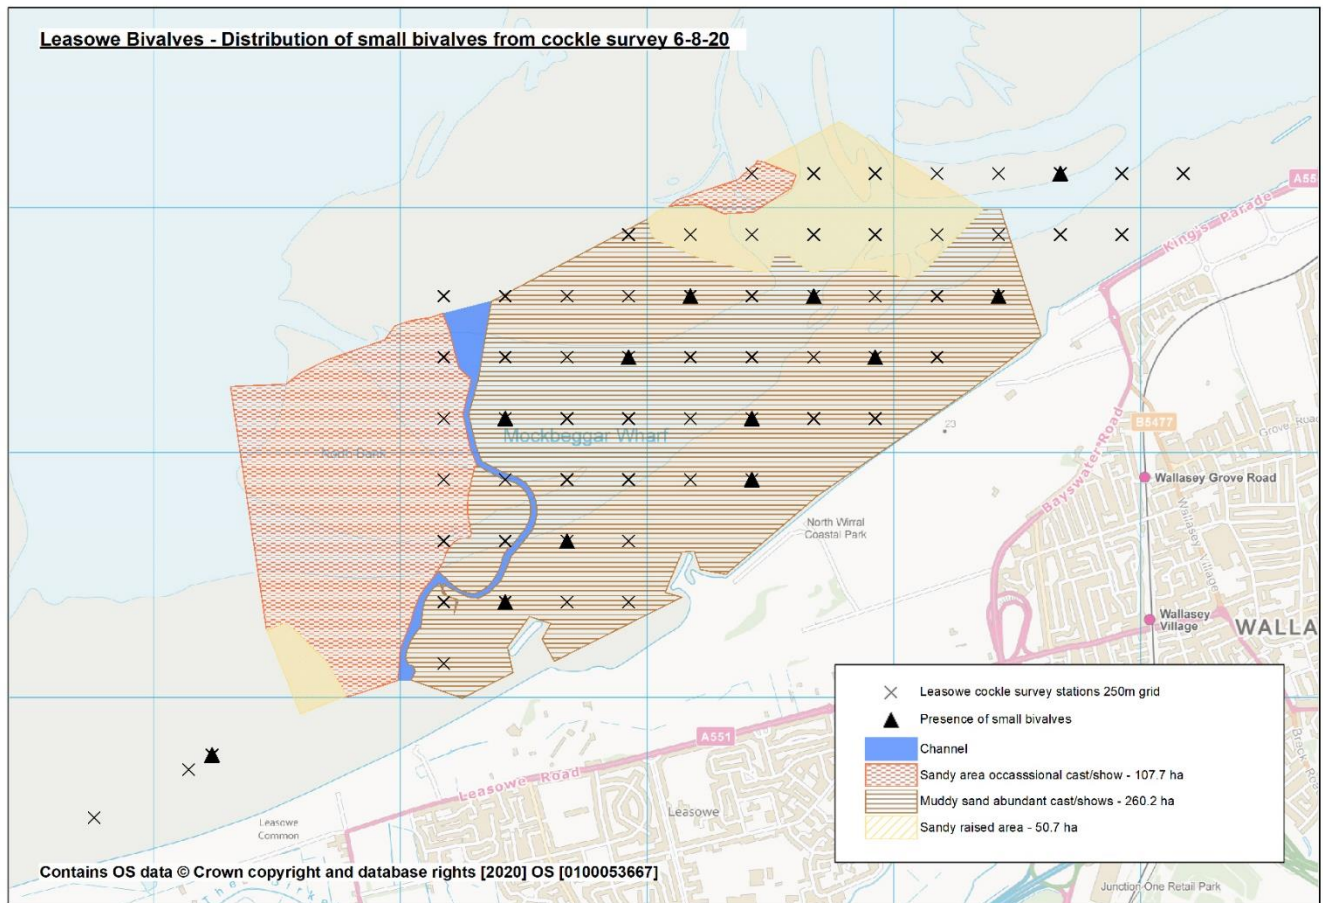 Leasowe Bivalves - Distribution of small bivalves from cockle survey 6-8-20
A55
King's Parade
B5477
Grove Road
23
Mockbeggar Wharf
Bayswater Road
Wallasey Grove Road
North Wirral
Coastal Park
Wallasey Village
Wallasey
Village
WALLA
Leasowe cockle survey stations 250m grid
Presence of small bivalves
Channel
Sandy area occasssional cast/show - 107.7 ha
Muddy sand abundant cast/shows - 260.2 ha
Sandy raised area - 50.7 ha
A551
Leasowe Road
Leasowe
Leasowe
Common
Contains OS data © Crown copyright and database rights [2020] OS [0100053667]
Junction One Retail Park